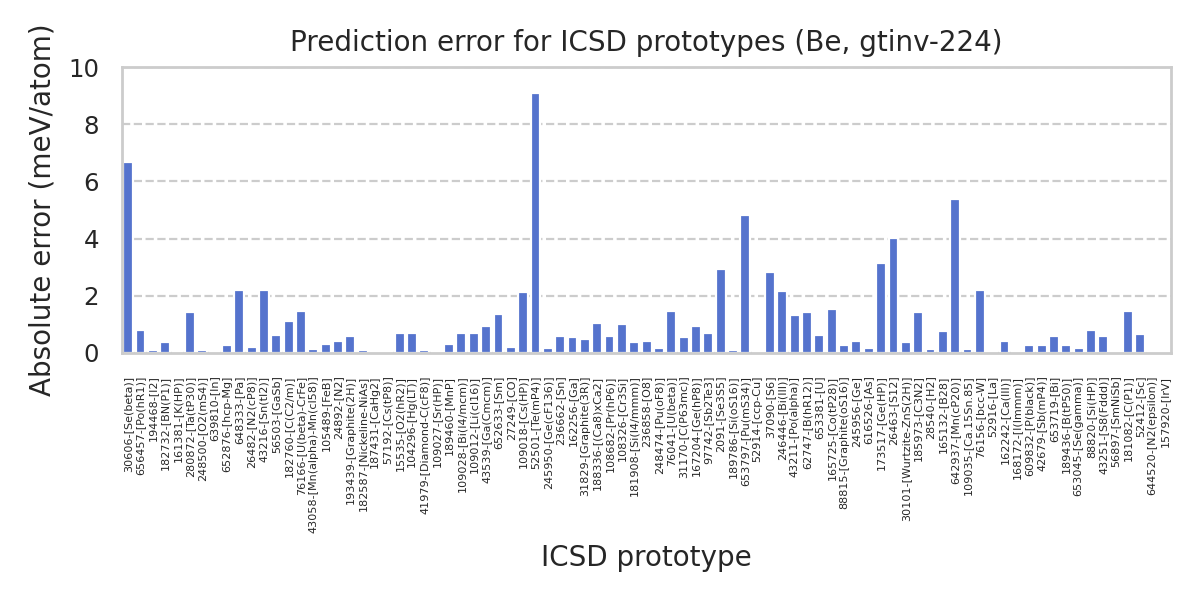 Prediction error for ICSD prototypes (Be, gtinv-224)
Absolute error (meV/atom)
10
8
6
4
2
0
30606-[Se(beta)]
656457-[Po(hR1)]
194468-[I2]
182732-[BN(P1)]
161381-[K(HP)]
280872-[Ta(tP30)]
248500-[O2(mS4)]
639810-[In]
652876-[hcp-Mg]
648333-[Pa]
26482-[N2(cP8)]
43216-[Sn(tI2)]
56503-[GaSb]
182760-[C(C2/m)]
76166-[U(beta)-CrFe]
43058-[Mn(alpha)-Mn(cI58)]
105489-[FeB]
24892-[N2]
193439-[Graphite(2H)]
182587-[Nickeline-NiAs]
187431-[CaHg2]
57192-[Cs(tP8)]
15535-[O2(hR2)]
104296-[Hg(LT)]
41979-[Diamond-C(cF8)]
109027-[Sr(HP)]
189460-[MnP]
109028-[Bi(I4/mcm)]
109012-[Li(cI16)]
43539-[Ga(Cmcm)]
652633-[Sm]
27249-[CO]
109018-[Cs(HP)]
52501-[Te(mP4)]
245950-[Ge(cF136)]
236662-[Sn]
162256-[Ga]
31829-[Graphite(3R)]
188336-[(Ca8)xCa2]
108682-[Pr(hP6)]
108326-[Cr3Si]
181908-[Si(I4/mmm)]
236858-[O8]
248474-[Pu(oF8)]
76041-[U(beta)]
31170-[C(P63mc)]
167204-[Ge(hP8)]
97742-[Sb2Te3]
2091-[Se3S5]
189786-[Si(oS16)]
653797-[Pu(mS34)]
52914-[ccp-Cu]
37090-[S6]
246446-[Bi(III)]
43211-[Po(alpha)]
62747-[B(hR12)]
653381-[U]
165725-[Co(tP28)]
88815-[Graphite(oS16)]
245956-[Ge]
616526-[As]
173517-[Ge(HP)]
26463-[S12]
30101-[Wurtzite-ZnS(2H)]
185973-[C3N2]
28540-[H2]
165132-[B28]
642937-[Mn(cP20)]
109035-[Ca.15Sn.85]
76156-[bcc-W]
52916-[La]
162242-[Ca(III)]
168172-[I(Immm)]
609832-[P(black)]
42679-[Sb(mP4)]
189436-[B(tP50)]
653719-[Bi]
653045-[Se(gamma)]
88820-[Si(HP)]
43251-[S8(Fddd)]
56897-[SmNiSb]
181082-[C(P1)]
52412-[Sc]
644520-[N2(epsilon)]
157920-[IrV]
ICSD prototype